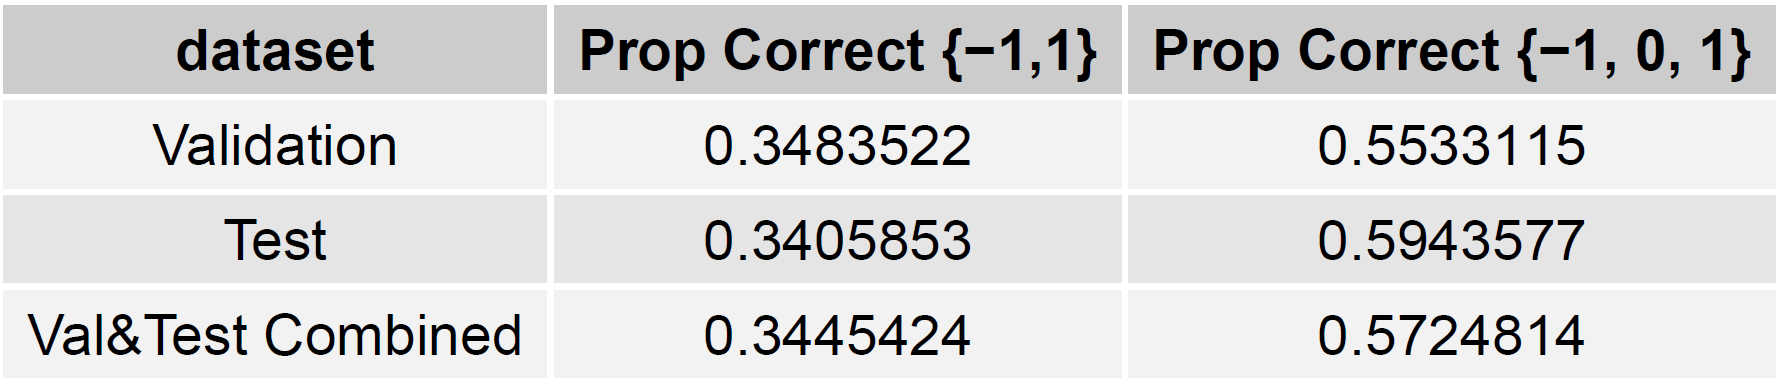 dataset Prop Correct {−1,1} Prop Correct {−1, 0, 1}
Validation 0.3483522 0.5533115
Test 0.3405853 0.5943577
Val&Test Combined 0.3445424 0.5724814